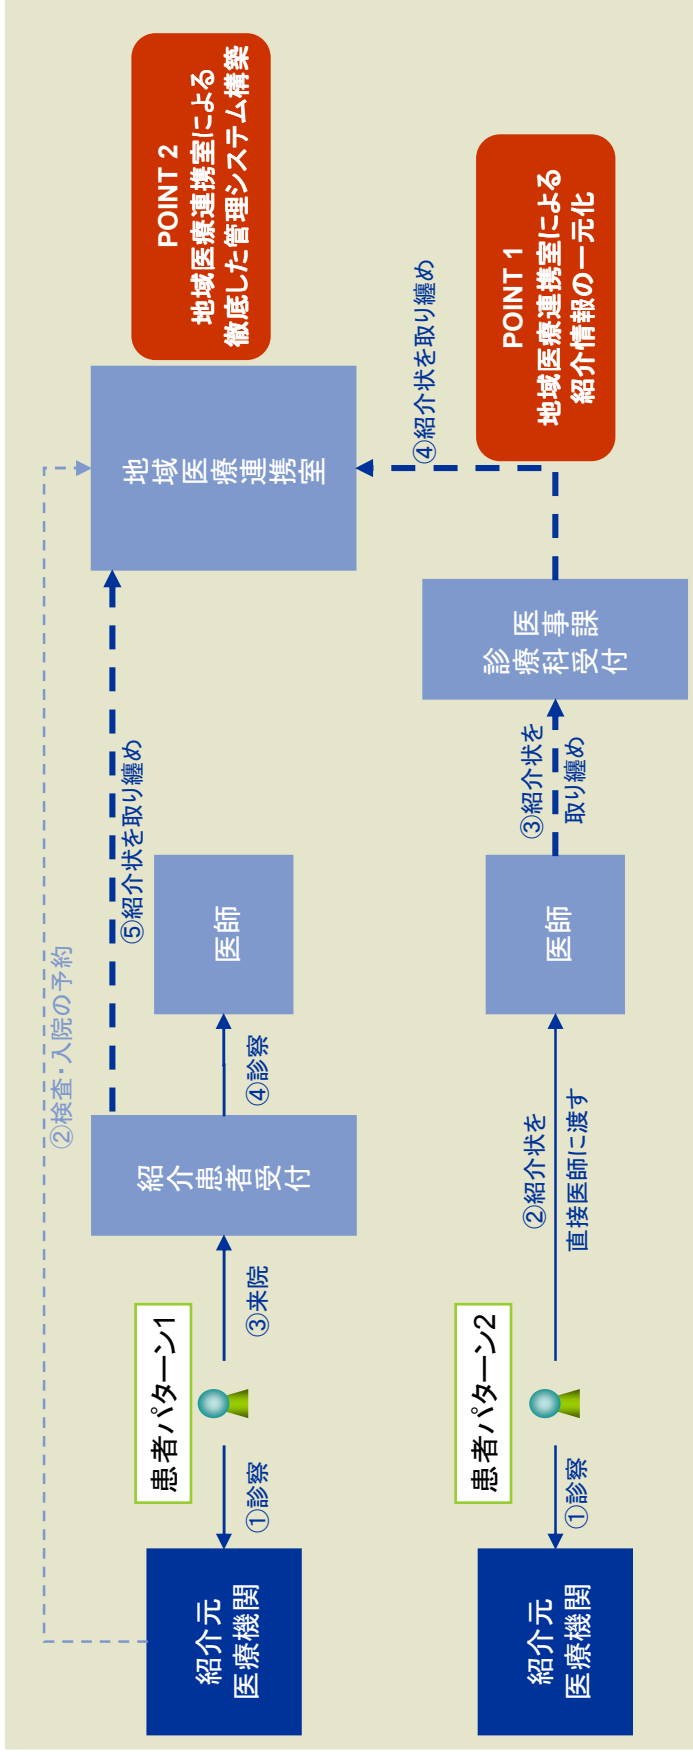 ②検査・入院の予約
患者パターン1
紹介元
医療機関
①診察
③来院
紹介患者受付
④診察
医師
⑤紹介状を取り纏め
地域医療連携室
POINT 2
地域医療連携室による
徹底した管理システム構築
患者パターン2
紹介元
医療機関
①診察
②紹介状を
直接医師に渡す
医師
③紹介状を
取り纏め
医事課
診療科受付
④紹介状を取り纏め
POINT 1
地域医療連携室による
紹介情報の一元化